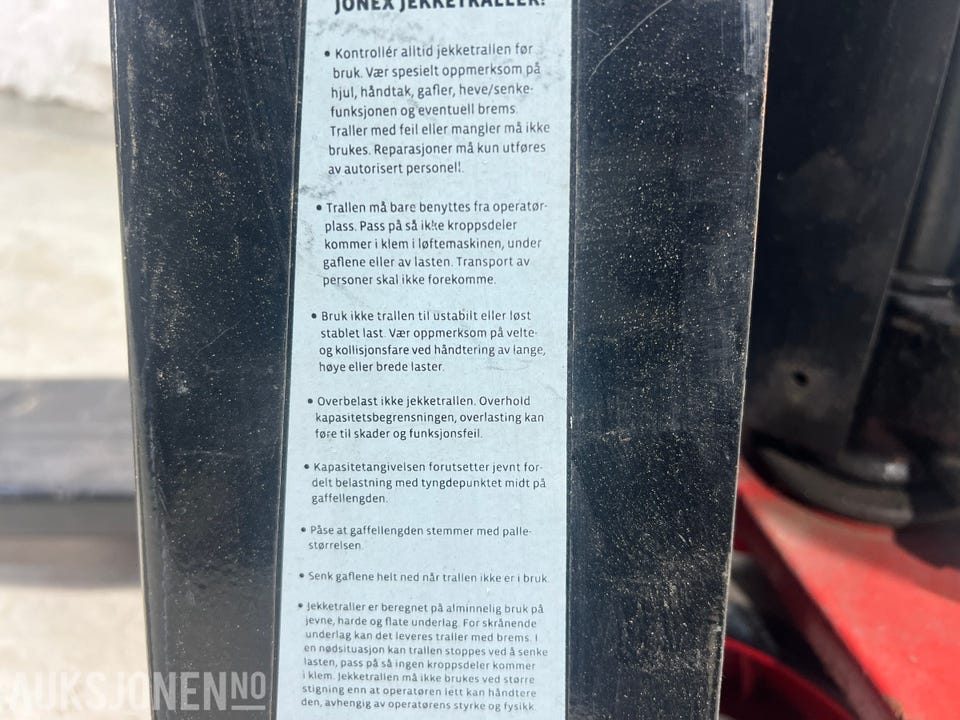 JONEX JEKKETRALLER!
• Kontrollér alltid jekketrallen før
bruk. Vær spesielt oppmerksom på
hjul, håndtak, gafler, heve/senke-
funksjonen og eventuell brems.
Traller med feil eller mangler må ikke
brukes. Reparasjoner må kun utføres
av autorisert personell.
• Trallen må bare benyttes fra operatør-
plass. Pass på så ikke kroppsdeler
kommer i klem i løftemaskinen, under
gaflene eller av lasten. Transport av
personer skal ikke forekomme.
• Bruk ikke trallen til ustabilt eller løst
stablet last. Vær oppmerksom på velte-
og kollisjonsfare ved håndtering av lange,
høye eller brede laster.
• Overbelast ikke jekketrallen. Overhold
kapasitetsbegrensningen, overlasting kan
føre til skader og funksjonsfeil.
• Kapasitetangivelsen forutsetter jevnt for-
delt belastning med tyngdepunktet midt på
gaffellengden.
• Påse at gaffellengden stemmer med palle-
størrelsen.
• Senk gaflene helt ned når trallen ikke er i bruk.
• Jekketraller er beregnet på alminnelig bruk på
jevne, harde og flate underlag. For skrånende
underlag kan det leveres traller med brems. I
en nødsituasjon kan trallen stoppes ved å senke
lasten, pass på så ingen kroppsdeler kommer
i klem. Jekketrallen må ikke brukes ved større
stigning enn at operatøren lett kan håndtere
den, avhengig av operatørens styrke og fysikk.
AUKSJONEN NO